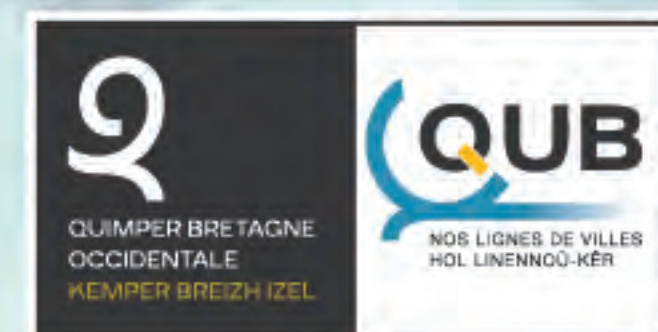 QUIMPER BRETAGNE
OCCIDENTALE
KEMPER BREIZH IZEL
QUB
NOS LIGNES DE VILLES
HOL LINENNOÙ-KÊR